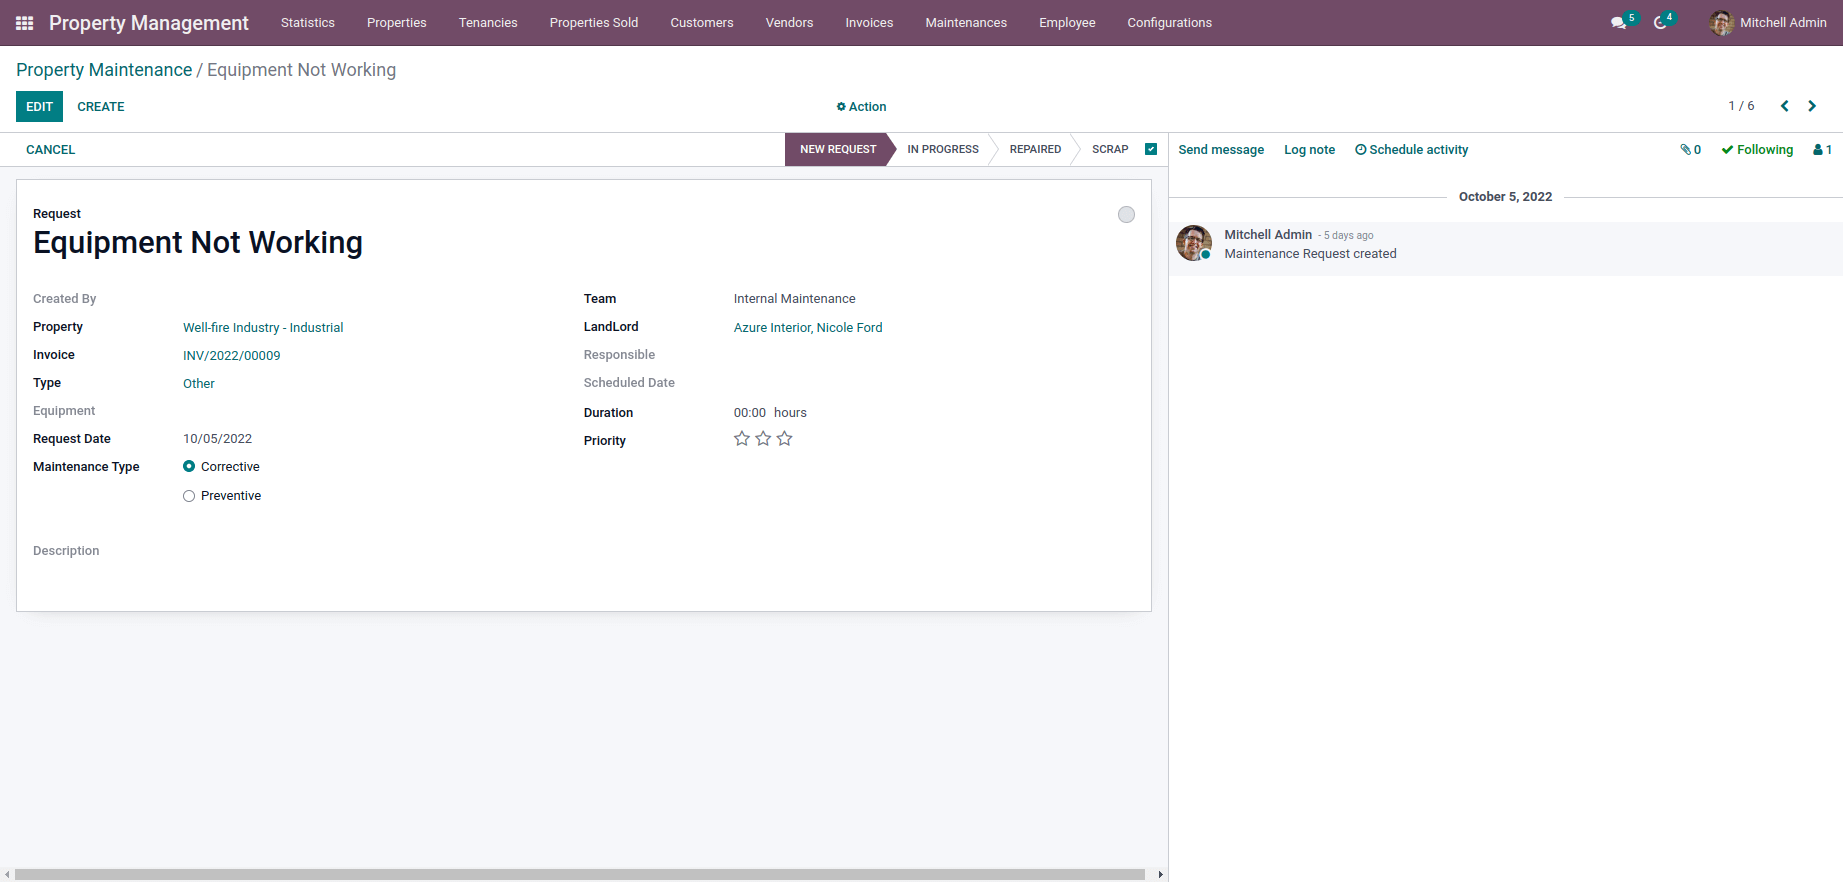 Property Management Statistics Properties Tenancies Properties Sold Customers Vendors Invoices Maintenances Employee Configurations 5 4 Mitchell Admin
Property Maintenance / Equipment Not Working
EDIT CREATE Action 1 / 6
CANCEL NEW REQUEST IN PROGRESS REPAIRED SCRAP Send message Log note Schedule activity 0 Following 1
October 5, 2022
Request
Equipment Not Working
Mitchell Admin - 5 days ago
Maintenance Request created
Created By
Property Well-fire Industry - Industrial
Invoice INV/2022/00009
Type Other
Equipment
Request Date 10/05/2022
Maintenance Type Corrective
Preventive
Team Internal Maintenance
LandLord Azure Interior, Nicole Ford
Responsible
Scheduled Date
Duration 00:00 hours
Priority
Description